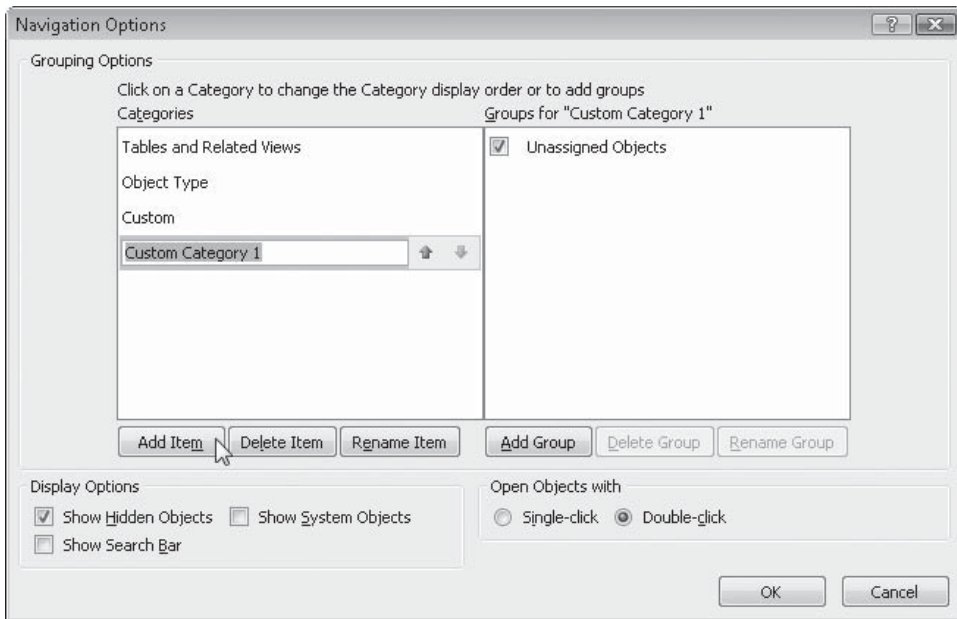 Navigation Options
Grouping Options
Click on a Category to change the Category display order or to add groups
Categories
Groups for "Custom Category 1"
Tables and Related Views
Object Type
Custom
Custom Category 1
Unassigned Objects
Add Item
Delete Item
Rename Item
Add Group
Delete Group
Rename Group
Display Options
Show Hidden Objects
Show System Objects
Show Search Bar
Open Objects with
Single-click
Double-click
OK
Cancel